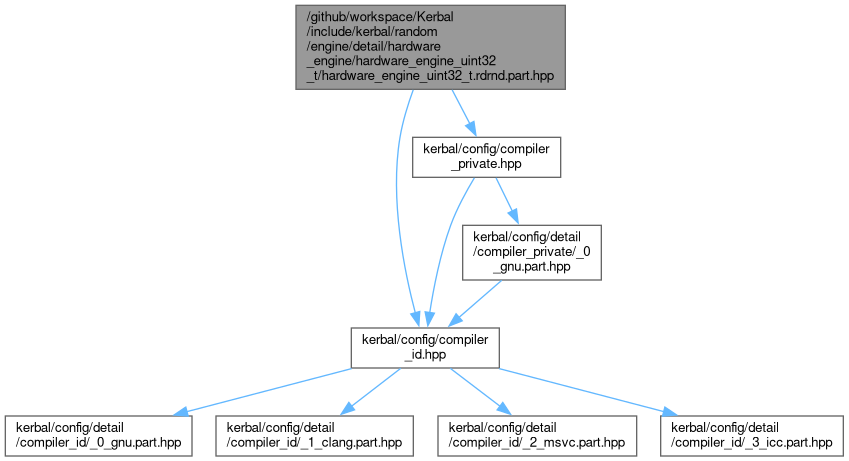 /github/workspace/Kerbal
/include/kerbal/random
/engine/detail/hardware
_engine/hardware_engine_uint32
_t/hardware_engine_uint32_t.rdrnd.part.hpp
kerbal/config/compiler
_private.hpp
kerbal/config/detail
/compiler_private/_0
_gnu.part.hpp
kerbal/config/compiler
_id.hpp
kerbal/config/detail
/compiler_id/_0_gnu.part.hpp
kerbal/config/detail
/compiler_id/_1_clang.part.hpp
kerbal/config/detail
/compiler_id/_2_msvc.part.hpp
kerbal/config/detail
/compiler_id/_3_icc.part.hpp